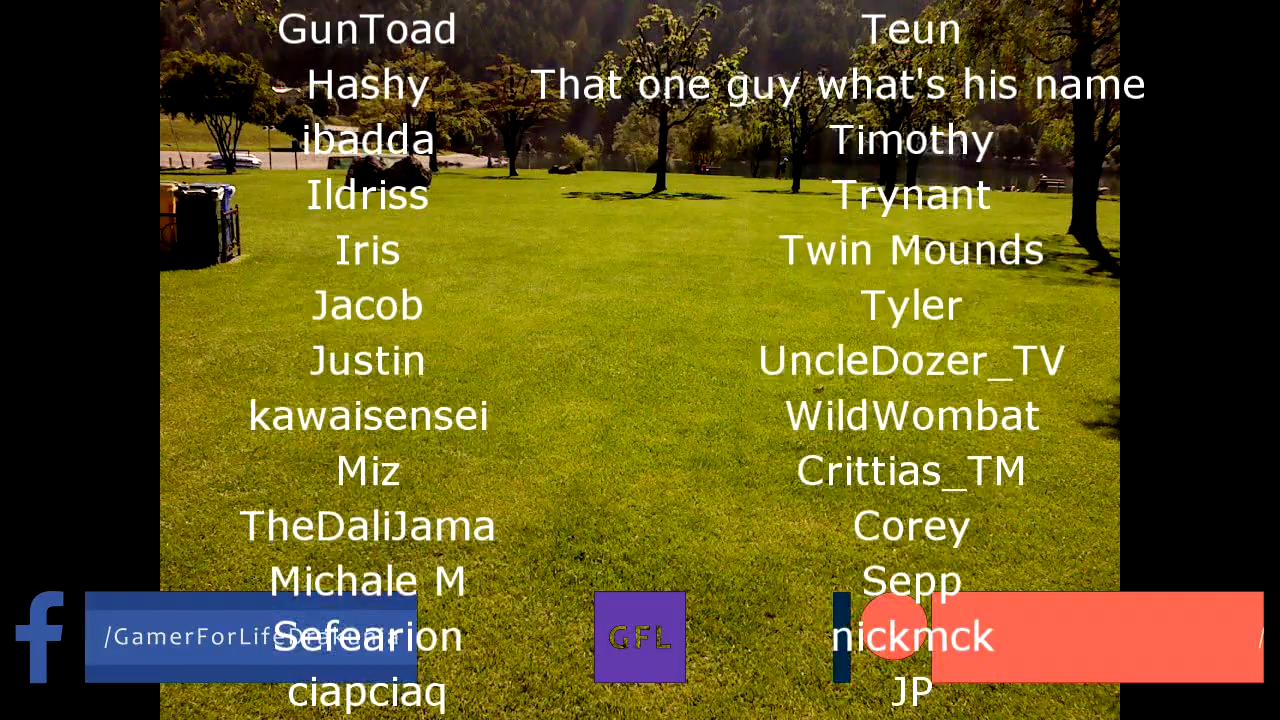 GunToad
Teun
Hashy
That one guy what's his name
ibadda
Timothy
Ildriss
Trynant
Iris
Twin Mounds
Jacob
Tyler
Justin
UncleDozer_TV
kawaisensei
WildWombat
Miz
Crittias_TM
TheDaliJama
Corey
Michale M
Sepp
/GamerForLifeDrakunia
Sefearion
GFL
nickmck
/
ciapciaq
JP